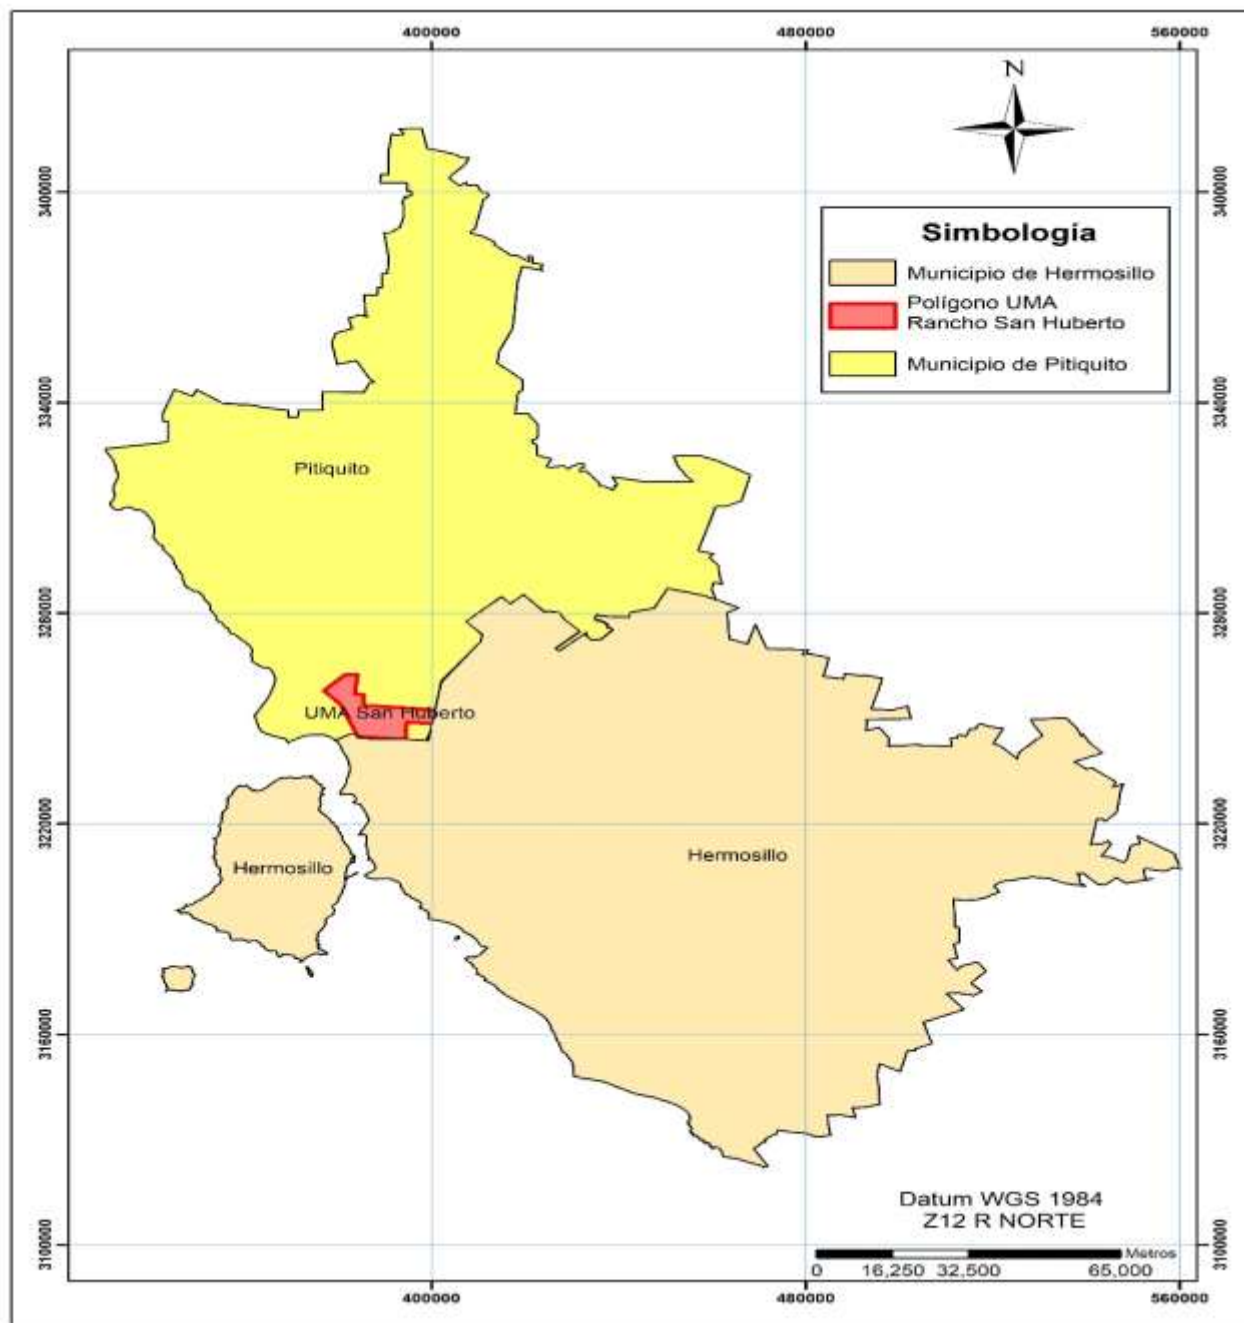 400000
480000
560000
N
3400000
3400000
Simbología
Municipio de Hermosillo
Polígono UMA
Rancho San Huberto
Municipio de Pitiquito
3340000
3340000
Pitiquito
3280000
3280000
UMA San Huberto
3220000
3220000
Hermosillo
Hermosillo
3160000
3160000
Datum WGS 1984
Z12 R NORTE
3100000
3100000
Metros
0 16,250 32,500 65,000
400000
480000
560000